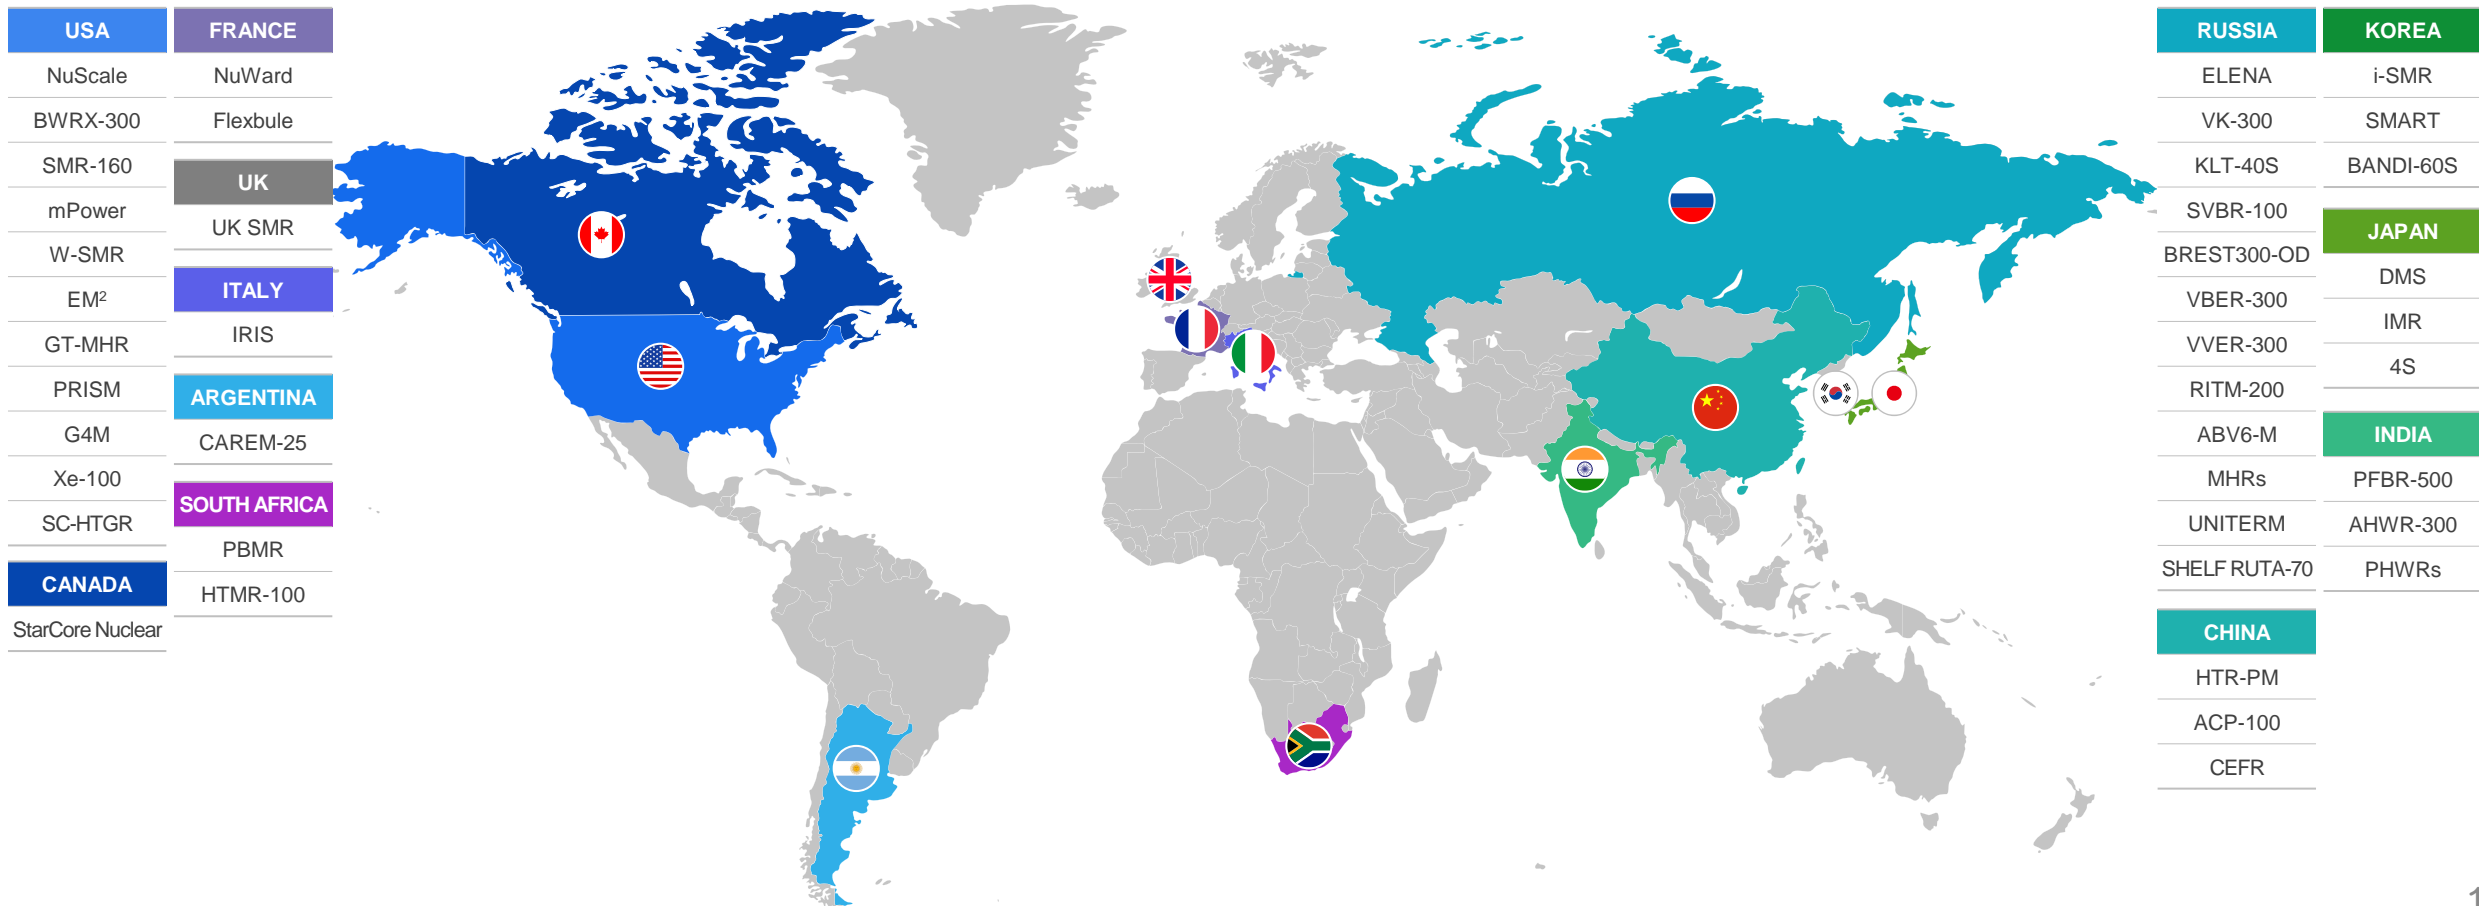 USA
NuScale
BWRX-300
SMR-160
mPower
W-SMR
EM²
GT-MHR
PRISM
G4M
Xe-100
SC-HTGR
CANADA
StarCore Nuclear
FRANCE
NuWard
Flexbule
UK
UK SMR
ITALY
IRIS
ARGENTINA
CAREM-25
SOUTH AFRICA
PBMR
HTMR-100
RUSSIA
ELENA
VK-300
KLT-40S
SVBR-100
BREST300-OD
VBER-300
VVER-300
RITM-200
ABV6-M
MHRs
UNITERM
SHELF RUTA-70
CHINA
HTR-PM
ACP-100
CEFR
KOREA
i-SMR
SMART
BANDI-60S
JAPAN
DMS
IMR
4S
INDIA
PFBR-500
AHWR-300
PHWRs
1